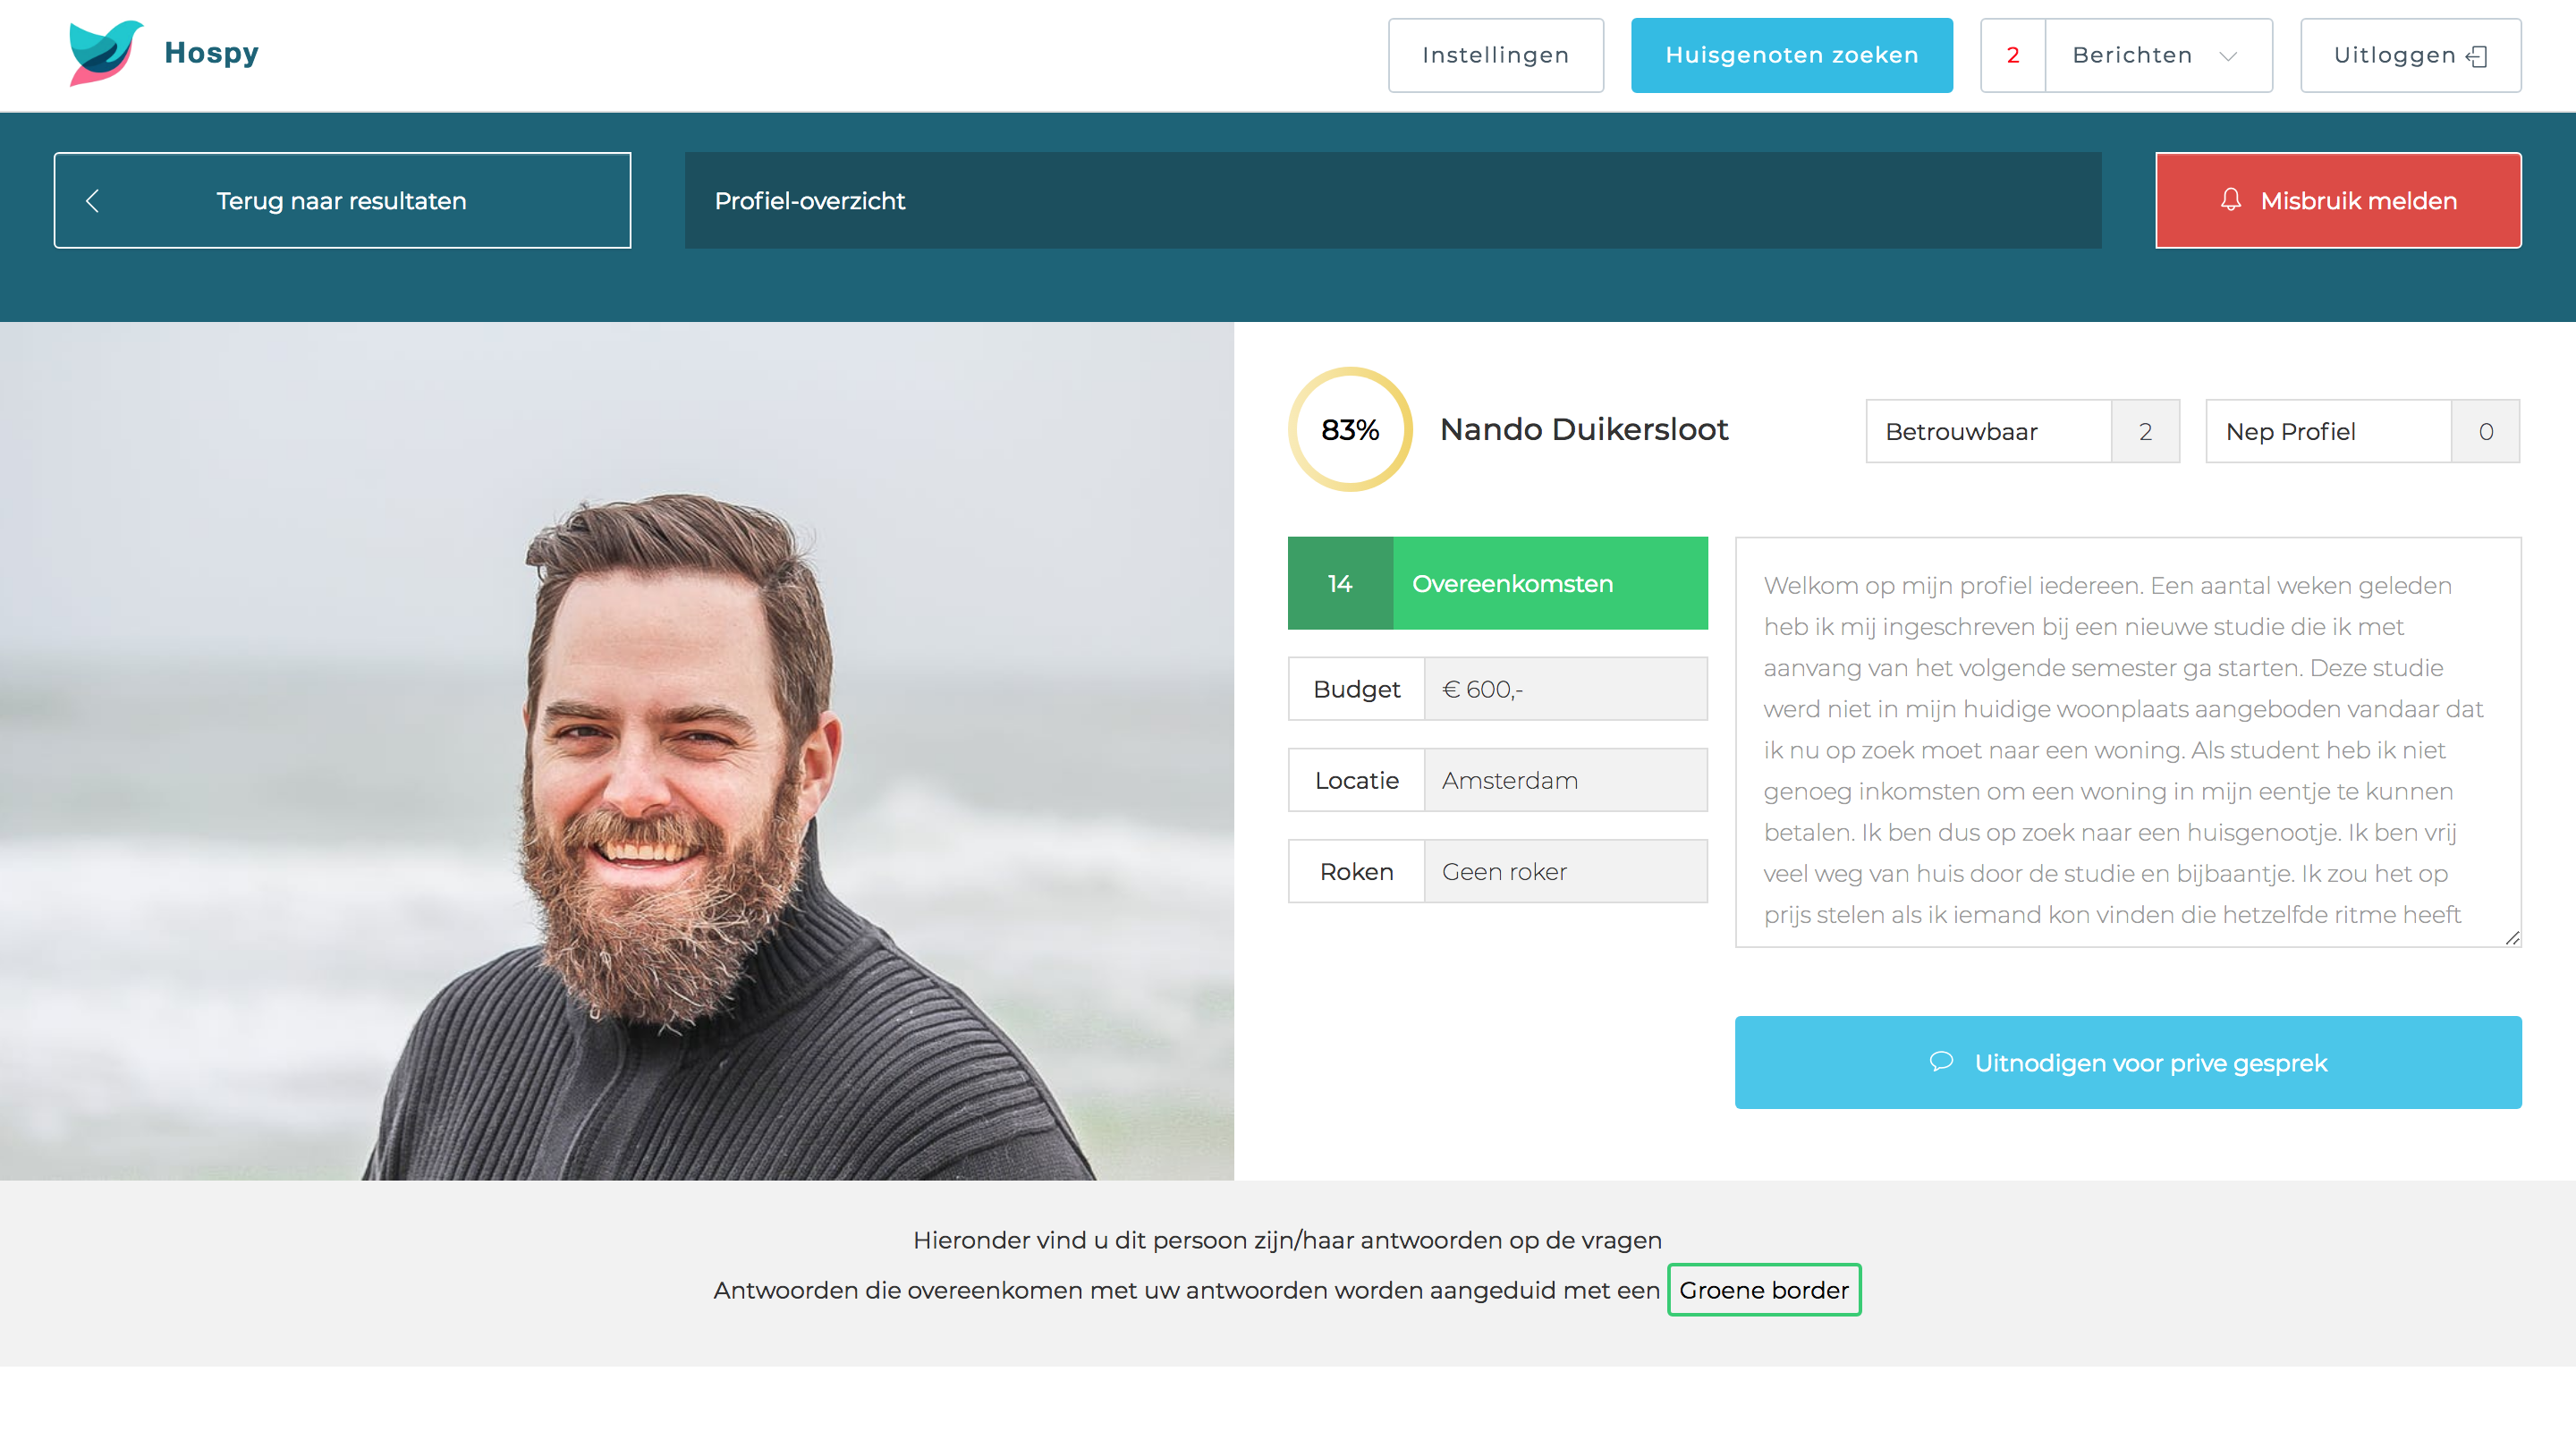 Hospy
Instellingen
Huisgenoten zoeken
2 Berichten
Uitloggen
Terug naar resultaten
Profiel-overzicht
Misbruik melden
83%
Nando Duikersloot
Betrouwbaar 2
Nep Profiel 0
14 Overeenkomsten
Budget € 600,-
Locatie Amsterdam
Roken Geen roker
Welkom op mijn profiel iedereen. Een aantal weken geleden
heb ik mij ingeschreven bij een nieuwe studie die ik met
aanvang van het volgende semester ga starten. Deze studie
werd niet in mijn huidige woonplaats aangeboden vandaar dat
ik nu op zoek moet naar een woning. Als student heb ik niet
genoeg inkomsten om een woning in mijn eentje te kunnen
betalen. Ik ben dus op zoek naar een huisgenootje. Ik ben vrij
veel weg van huis door de studie en bijbaantje. Ik zou het op
prijs stelen als ik iemand kon vinden die hetzelfde ritme heeft
Uitnodigen voor prive gesprek
Hieronder vind u dit persoon zijn/haar antwoorden op de vragen
Antwoorden die overeenkomen met uw antwoorden worden aangeduid met een Groene border